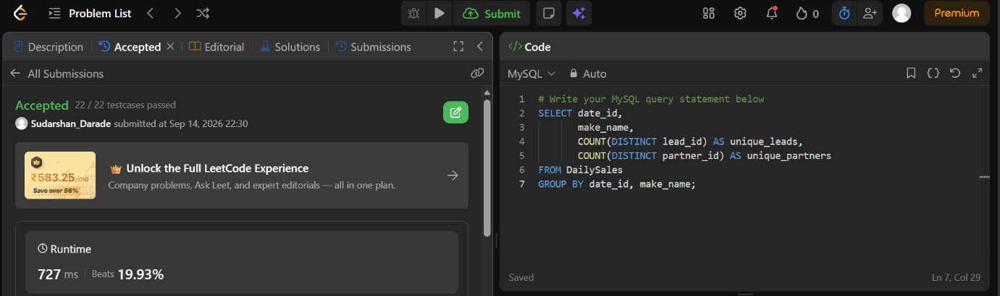 Problem List
Submit
0
Premium
Description
Accepted
Editorial
Solutions
Submissions
All Submissions
Accepted 22 / 22 testcases passed
Sudarshan_Darade submitted at Sep 14, 2026 22:30
₹583.25/mo
Save over 56%
Unlock the Full LeetCode Experience
Company problems, Ask Leet, and expert editorials — all in one plan.
Runtime
727 ms Beats 19.93%
</> Code
MySQL Auto
1 # Write your MySQL query statement below
2 SELECT date_id,
3 make_name,
4 COUNT(DISTINCT lead_id) AS unique_leads,
5 COUNT(DISTINCT partner_id) AS unique_partners
6 FROM DailySales
7 GROUP BY date_id, make_name;
Saved
Ln 7, Col 29